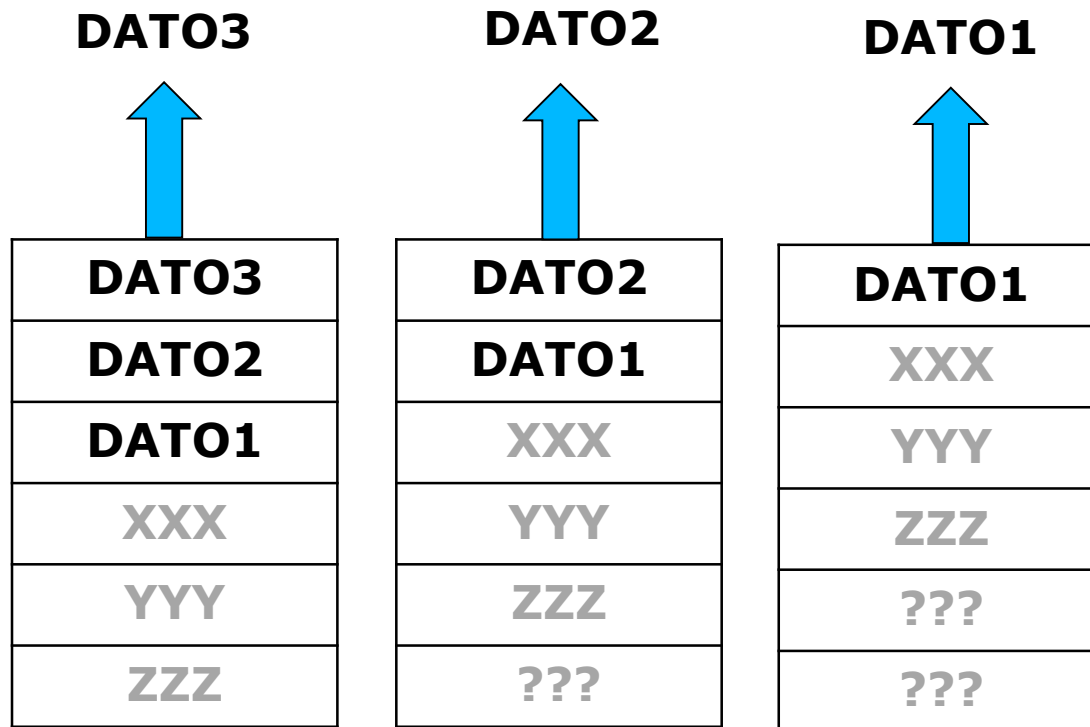 DATO3
DATO2
DATO1
DATO3
DATO2
DATO1
XXX
YYY
ZZZ
DATO2
DATO1
XXX
YYY
ZZZ
???
DATO1
XXX
YYY
ZZZ
???
???